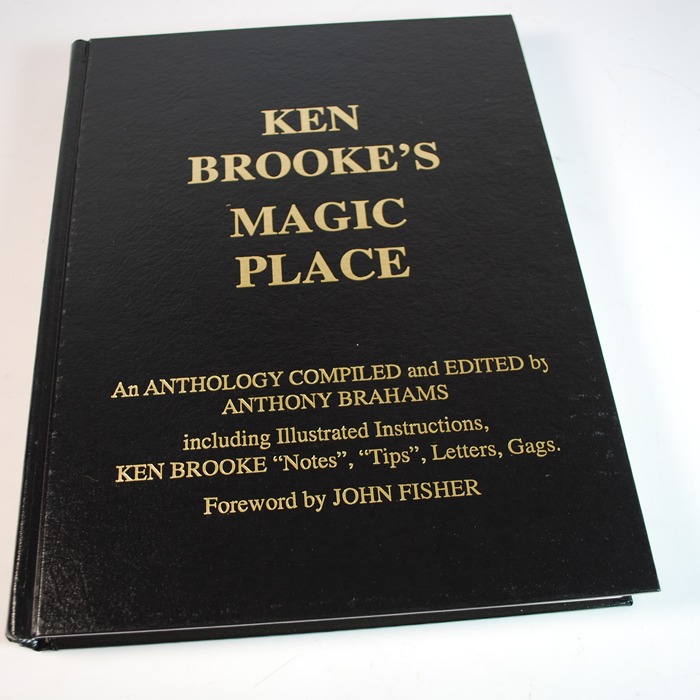 KEN
BROOKE'S
MAGIC
PLACE
An ANTHOLOGY COMPILED and EDITED by
ANTHONY BRAHAMS
including Illustrated Instructions,
KEN BROOKE “Notes”, “Tips”, Letters, Gags.
Foreword by JOHN FISHER